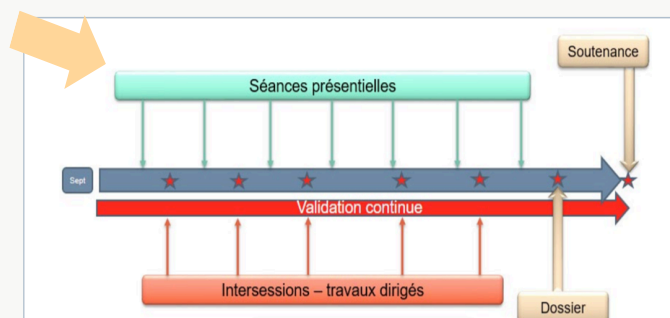 Soutenance
Séances présentielles
Sept
Validation continue
Intersessions – travaux dirigés
Dossier